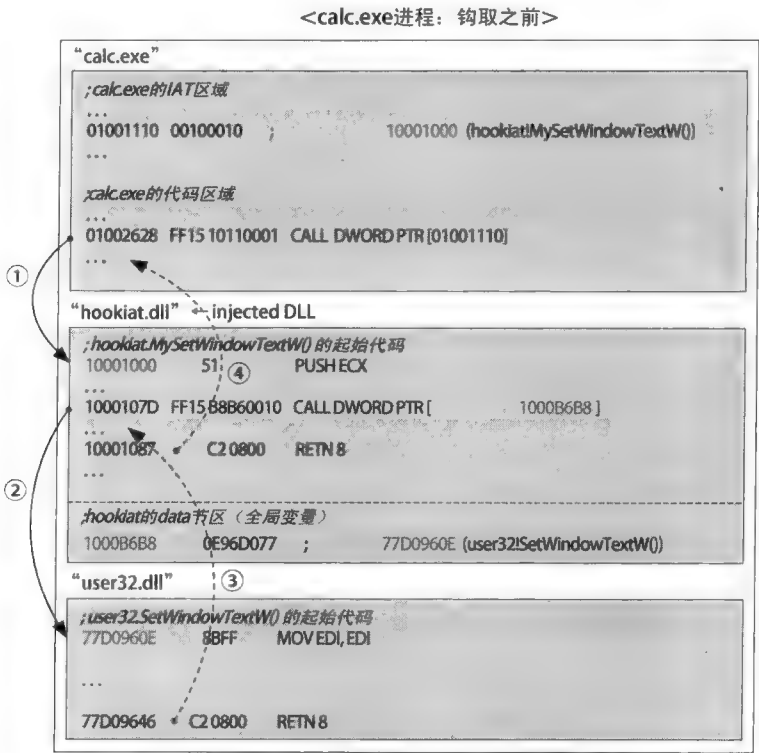 <calc.exe进程：钩取之前>
“calc.exe”
;calc.exe的IAT区域
...
01001110 00100010 ; 10001000 (hookiat!MySetWindowTextW())
...
;calc.exe的代码区域
...
01002628 FF15 10110001 CALL DWORD PTR [01001110]
...
①
“hookiat.dll” ← injected DLL
;hookiat.MySetWindowTextW() 的起始代码
10001000 51 PUSH ECX
④
...
1000107D FF15 B8B60010 CALL DWORD PTR [ 1000B6B8 ]
...
10001087 C2 0800 RETN 8
...
②
;hookiat的data节区（全局变量）
1000B6B8 0E96D077 ; 77D0960E (user32!SetWindowTextW())
“user32.dll” ③
;user32.SetWindowTextW() 的起始代码
77D0960E 8BFF MOV EDI, EDI
...
77D09646 C2 0800 RETN 8